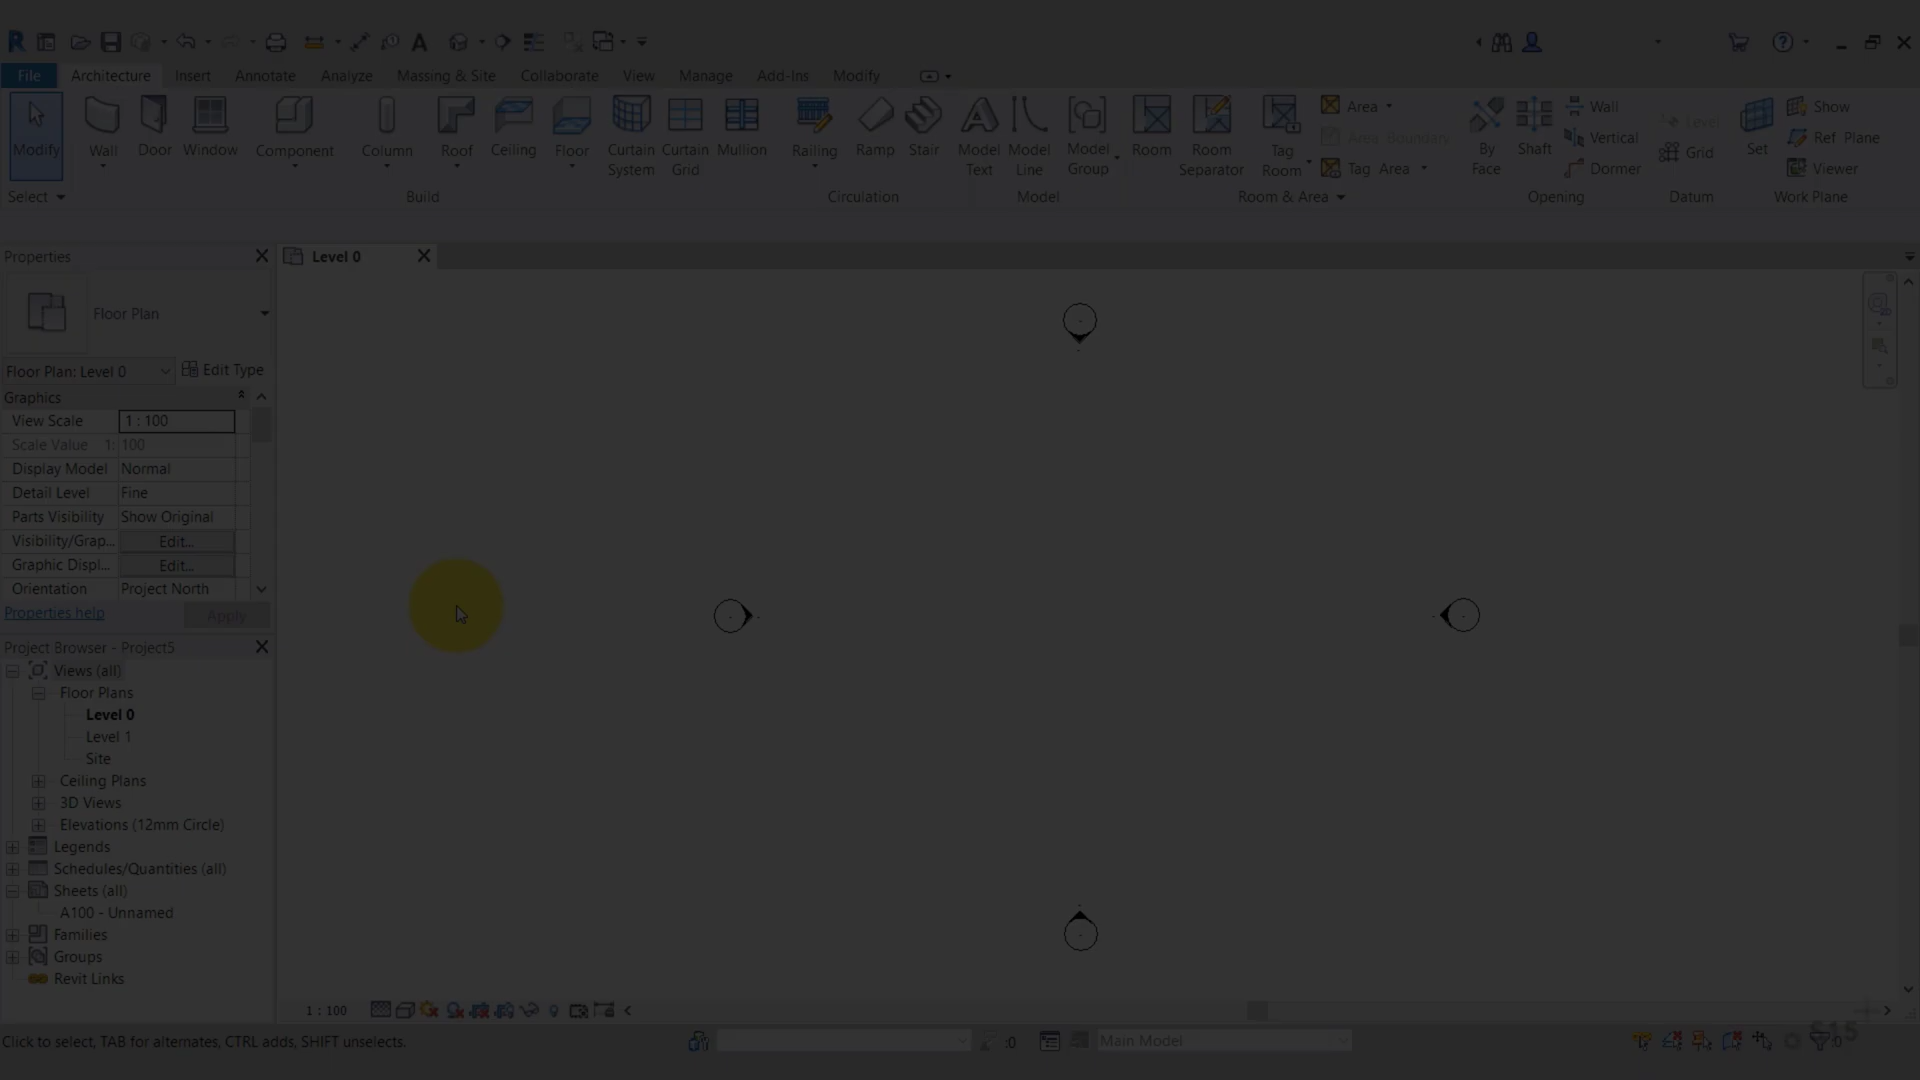 File Architecture Insert Annotate Analyze Massing & Site Collaborate View Manage Add-Ins Modify
Modify
Wall
Door
Window
Component
Column
Roof
Ceiling
Floor
Curtain System
Curtain Grid
Mullion
Railing
Ramp
Stair
Model Text
Model Line
Model Group
Room
Room Separator
Tag Room
Area
Area Boundary
Tag Area
By Face
Shaft
Wall
Vertical
Dormer
Level
Grid
Set
Show
Ref Plane
Viewer
Select Build Circulation Model Room & Area Opening Datum Work Plane
Properties
Level 0
Floor Plan
Floor Plan: Level 0 Edit Type
Graphics
View Scale 1 : 100
Scale Value 1: 100
Display Model Normal
Detail Level Fine
Parts Visibility Show Original
Visibility/Grap... Edit...
Graphic Displ... Edit...
Orientation Project North
Properties help Apply
Project Browser - Project5
Views (all)
Floor Plans
Level 0
Level 1
Site
Ceiling Plans
3D Views
Elevations (12mm Circle)
Legends
Schedules/Quantities (all)
Sheets (all)
A100 - Unnamed
Families
Groups
Revit Links
1 : 100
Click to select, TAB for alternates, CTRL adds, SHIFT unselects.
:0
Main Model
:0